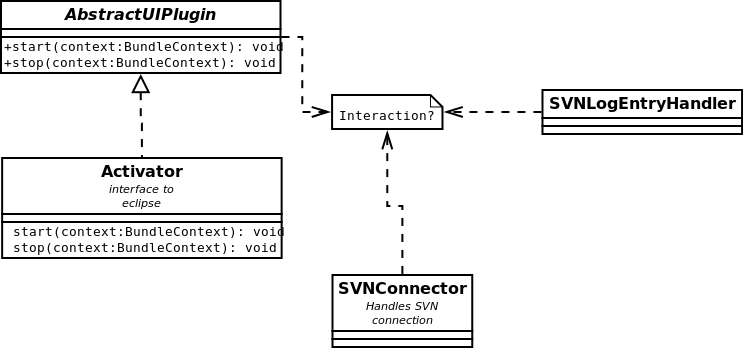 AbstractUIPlugin
+start(context:BundleContext): void
+stop(context:BundleContext): void
Interaction?
SVNLogEntryHandler
Activator
interface to
eclipse
start(context:BundleContext): void
stop(context:BundleContext): void
SVNConnector
Handles SVN
connection